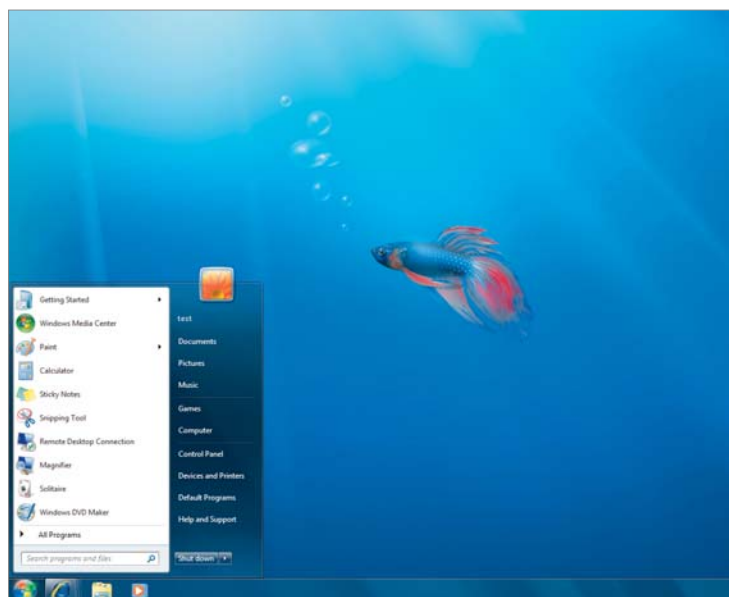 Getting Started
Windows Media Center
Paint
Calculator
Sticky Notes
Snipping Tool
Remote Desktop Connection
Magnifier
Solitaire
Windows DVD Maker
All Programs
Search programs and files
test
Documents
Pictures
Music
Games
Computer
Control Panel
Devices and Printers
Default Programs
Help and Support
Shut down